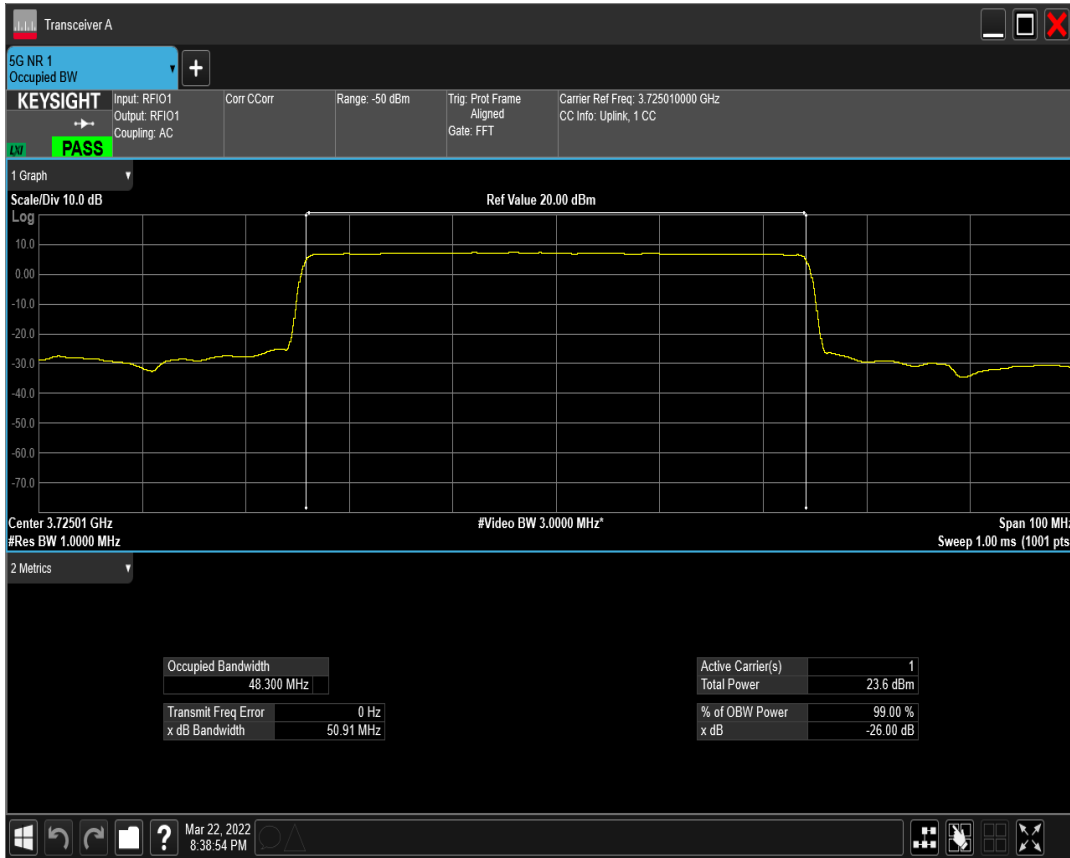 Transceiver A
5G NR 1
Occupied BW
KEYSIGHT
LXI
PASS
Input: RFIO1
Output: RFIO1
Coupling: AC
Corr CCorr
Range: -50 dBm
Trig: Prot Frame
Aligned
Gate: FFT
Carrier Ref Freq: 3.725010000 GHz
CC Info: Uplink, 1 CC
1 Graph
Scale/Div 10.0 dB
Ref Value 20.00 dBm
Log
10.0
0.00
-10.0
-20.0
-30.0
-40.0
-50.0
-60.0
-70.0
Center 3.72501 GHz
#Video BW 3.0000 MHz*
Span 100 MHz
#Res BW 1.0000 MHz
Sweep 1.00 ms (1001 pts
2 Metrics
Occupied Bandwidth
48.300 MHz
Transmit Freq Error 0 Hz
x dB Bandwidth 50.91 MHz
Active Carrier(s) 1
Total Power 23.6 dBm
% of OBW Power 99.00 %
x dB -26.00 dB
?
Mar 22, 2022
8:38:54 PM